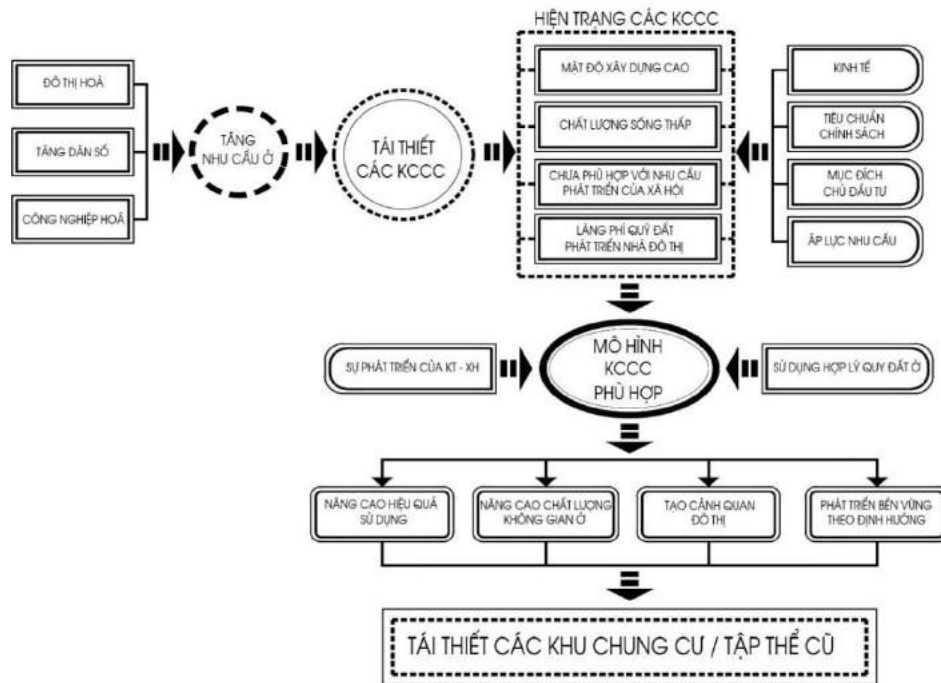 HIỆN TRẠNG CÁC KCCC
ĐÔ THỊ HOÁ
TĂNG DÂN SỐ
CÔNG NGHIỆP HOÁ
TĂNG
NHU CẦU Ở
TÁI THIẾT
CÁC KCCC
MẬT ĐỘ XÂY DỰNG CAO
CHẤT LƯỢNG SỐNG THẤP
CHƯA PHÙ HỢP VỚI NHU CẦU
PHÁT TRIỂN CỦA XÃ HỘI
LÃNG PHÍ QUỸ ĐẤT
PHÁT TRIỂN NHÀ ĐÔ THỊ
KINH TẾ
TIÊU CHUẨN
CHÍNH SÁCH
MỤC ĐÍCH
CHỦ ĐẦU TƯ
ÁP LỰC NHU CẦU
SỰ PHÁT TRIỂN CỦA KT - XH
MÔ HÌNH
KCCC
PHÙ HỢP
SỬ DỤNG HỢP LÝ QUY ĐẤT Ở
NÂNG CAO HIỆU QUẢ
SỬ DỤNG
NÂNG CAO CHẤT LƯỢNG
KHÔNG GIAN Ở
TẠO CẢNH QUAN
ĐÔ THỊ
PHÁT TRIỂN BỀN VỮNG
THEO ĐỊNH HƯỚNG
TÁI THIẾT CÁC KHU CHUNG CƯ / TẬP THỂ CŨ